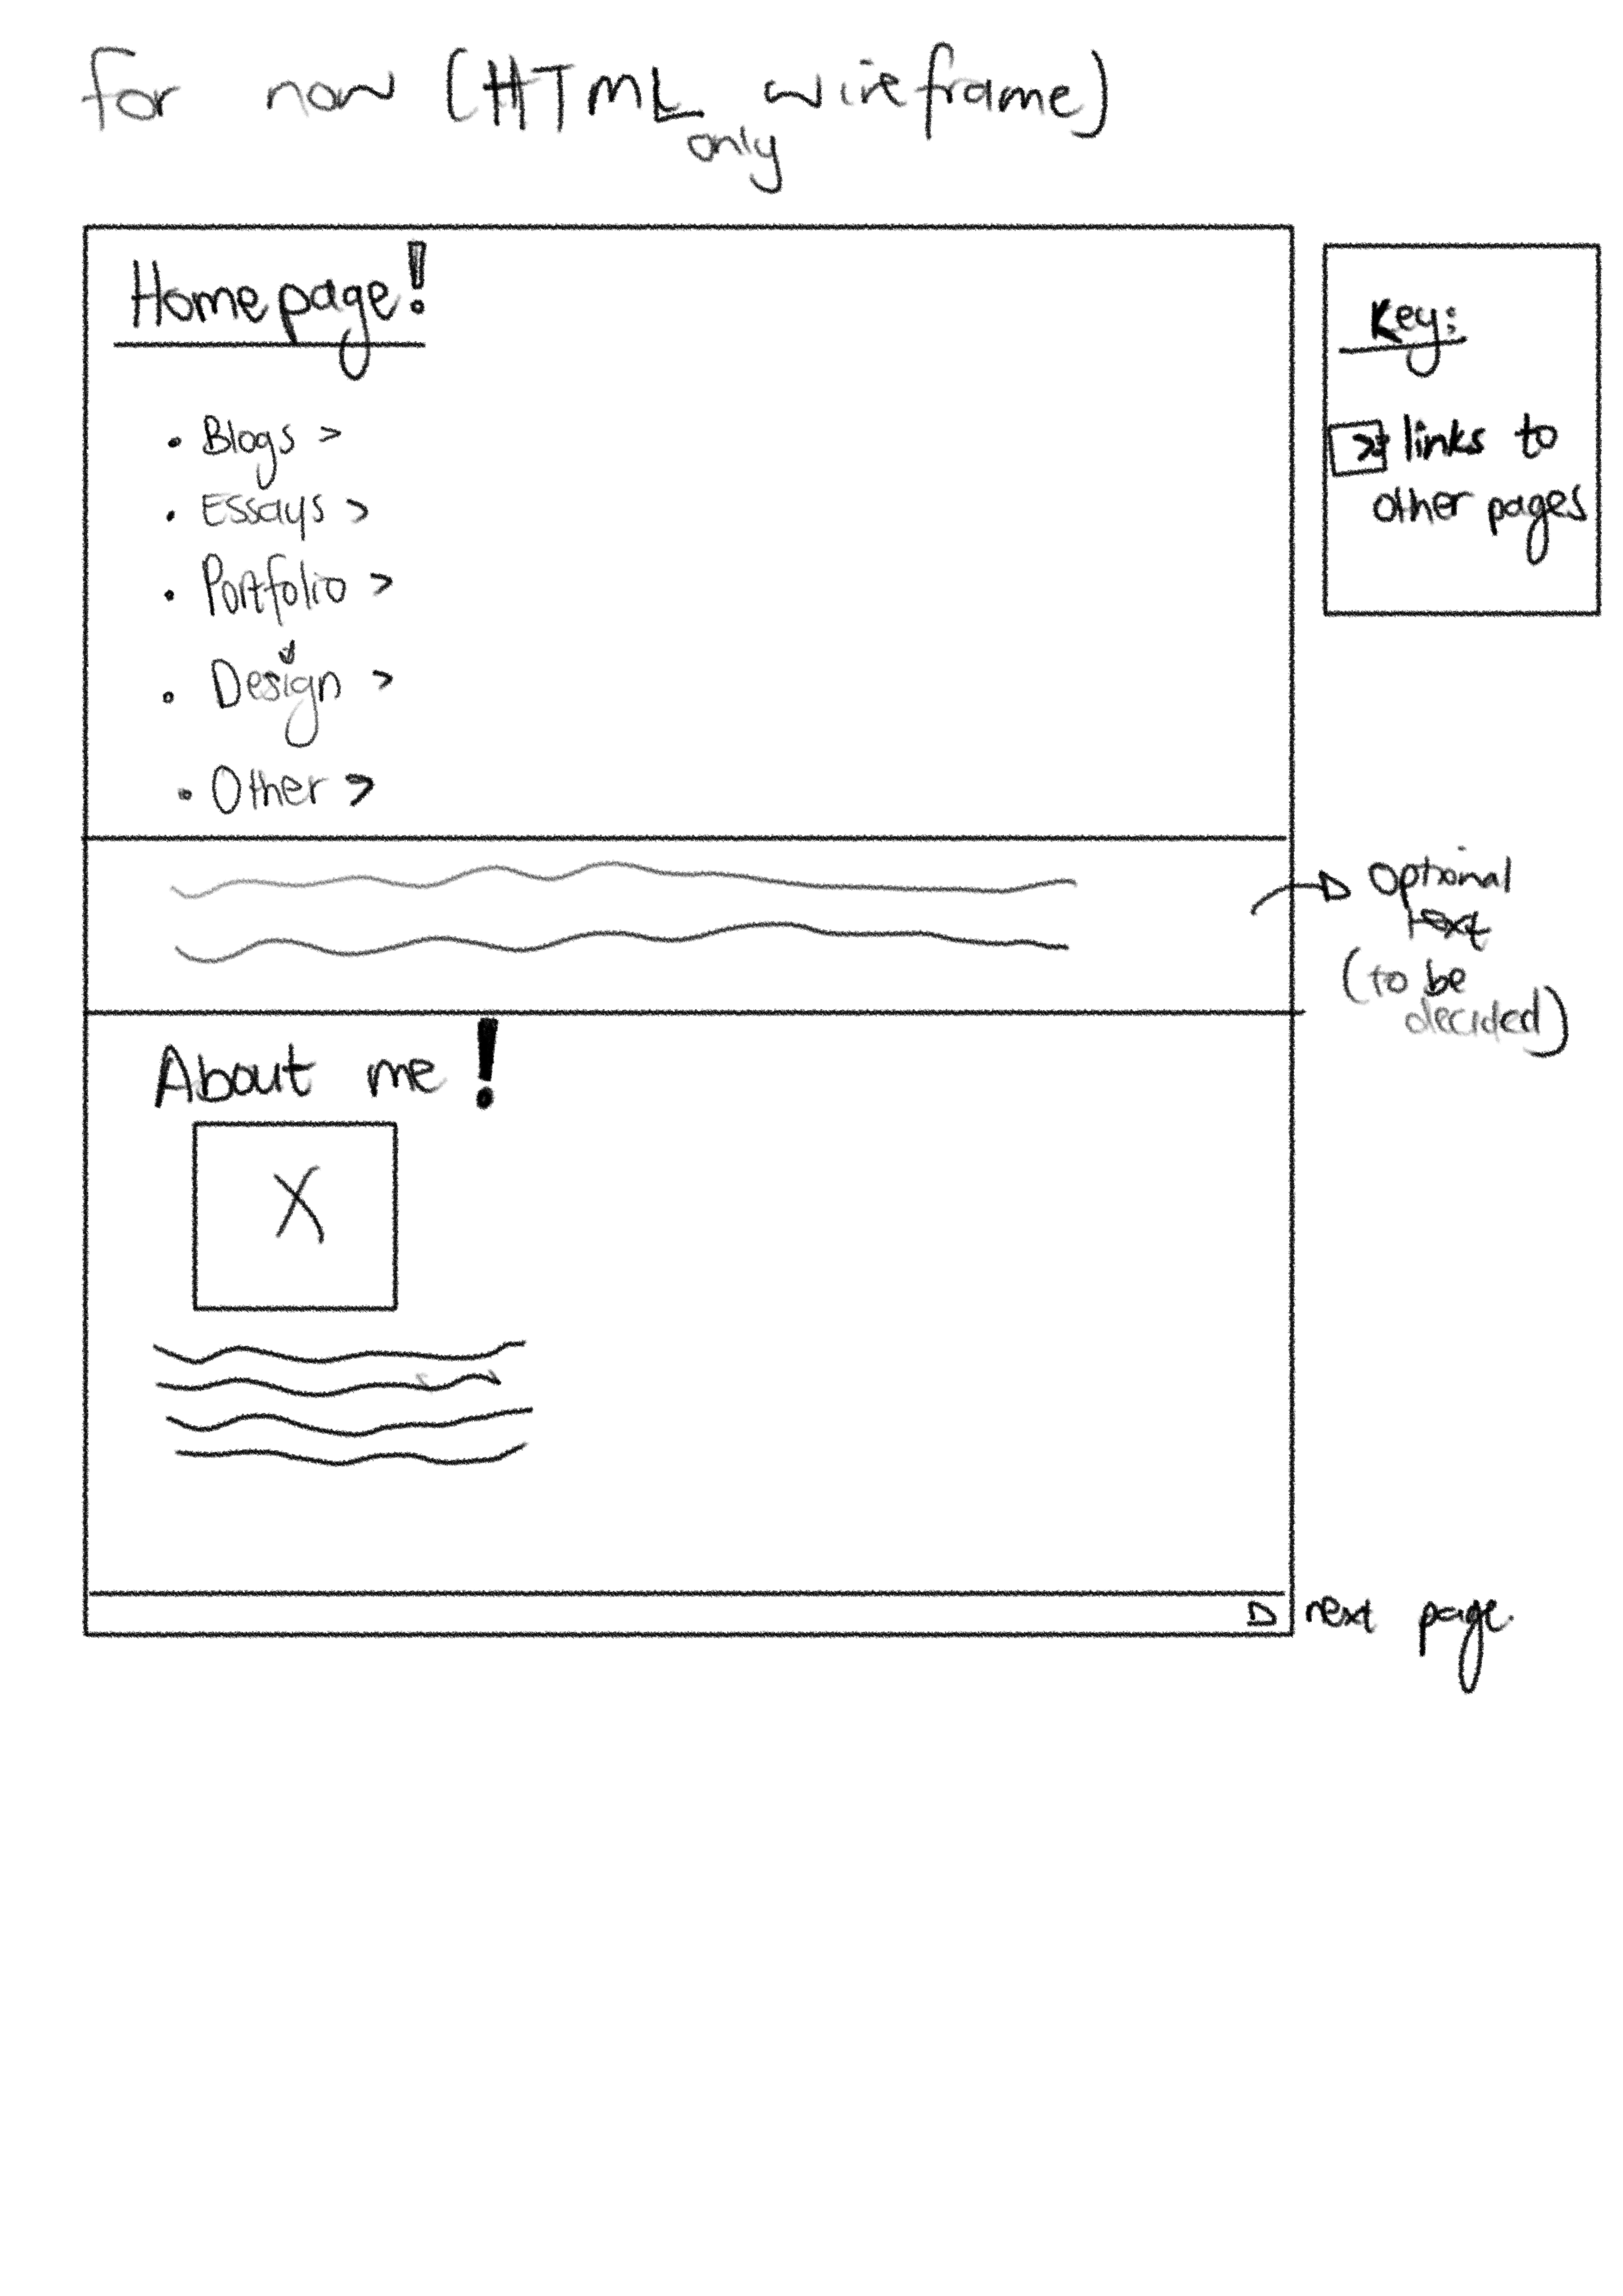 for now (HTML wireframe)
only
Homepage!
• Blogs >
• Essays >
• Portfolio >
• Design >
• Other >
Key:
> links to
other pages
optional
text
(to be
decided)
About me!
X
next page.